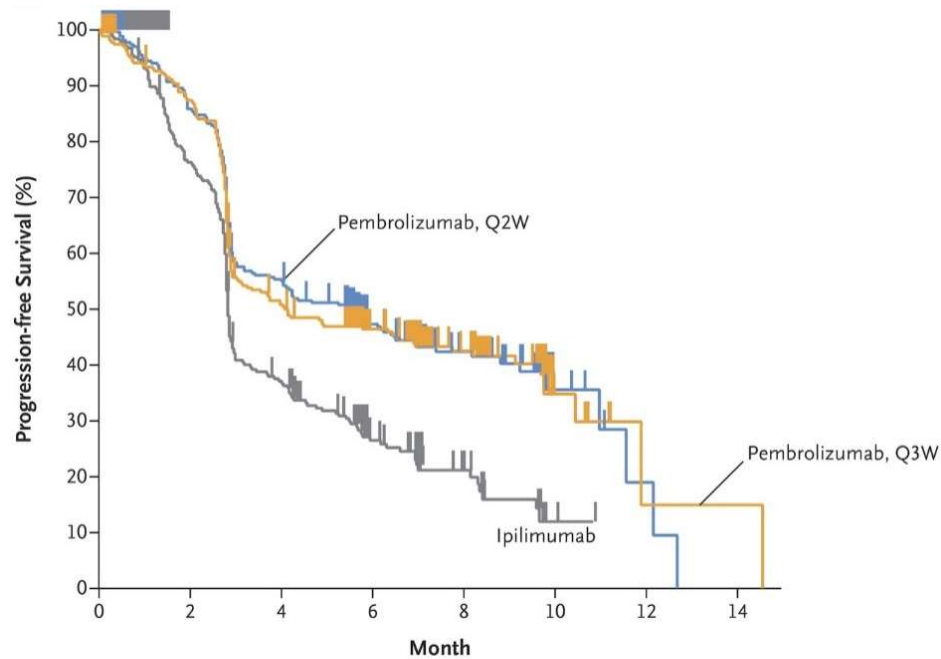 Progression-free Survival (%)
100
90
80
70
60
50
40
30
20
10
0
Pembrolizumab, Q2W
Pembrolizumab, Q3W
Ipilimumab
0 2 4 6 8 10 12 14
Month